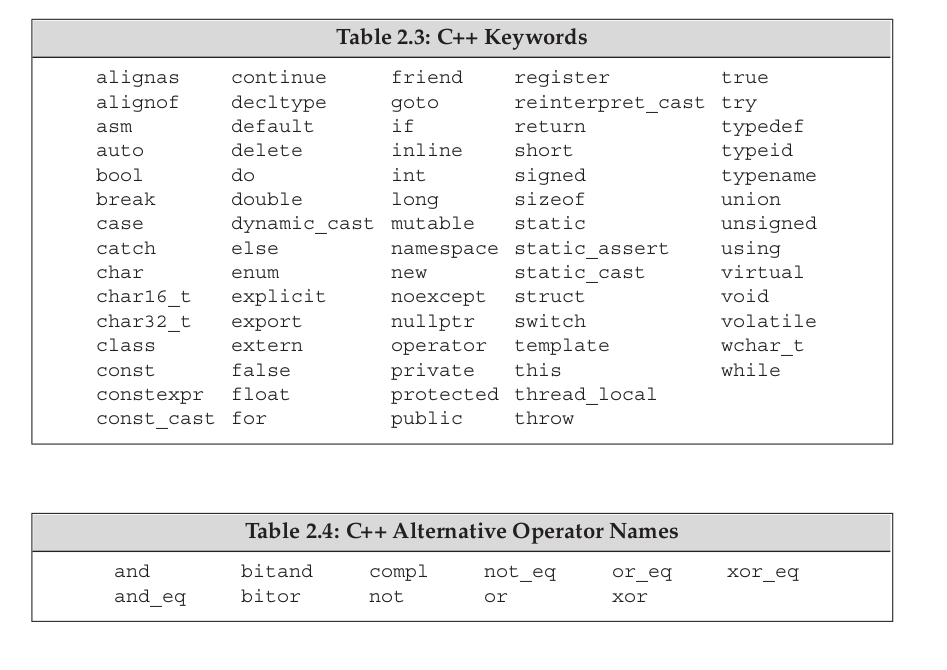 Table 2.3: C++ Keywords
alignas continue friend register true
alignof decltype goto reinterpret_cast try
asm default if return typedef
auto delete inline short typeid
bool do int signed typename
break double long sizeof union
case dynamic_cast mutable static unsigned
catch else namespace static_assert using
char enum new static_cast virtual
char16_t explicit noexcept struct void
char32_t export nullptr switch volatile
class extern operator template wchar_t
const false private this while
constexpr float protected thread_local
const_cast for public throw
Table 2.4: C++ Alternative Operator Names
and bitand compl not_eq or_eq xor_eq
and_eq bitor not or xor